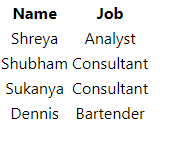 Name Job
Shreya Analyst
Shubham Consultant
Sukanya Consultant
Dennis Bartender